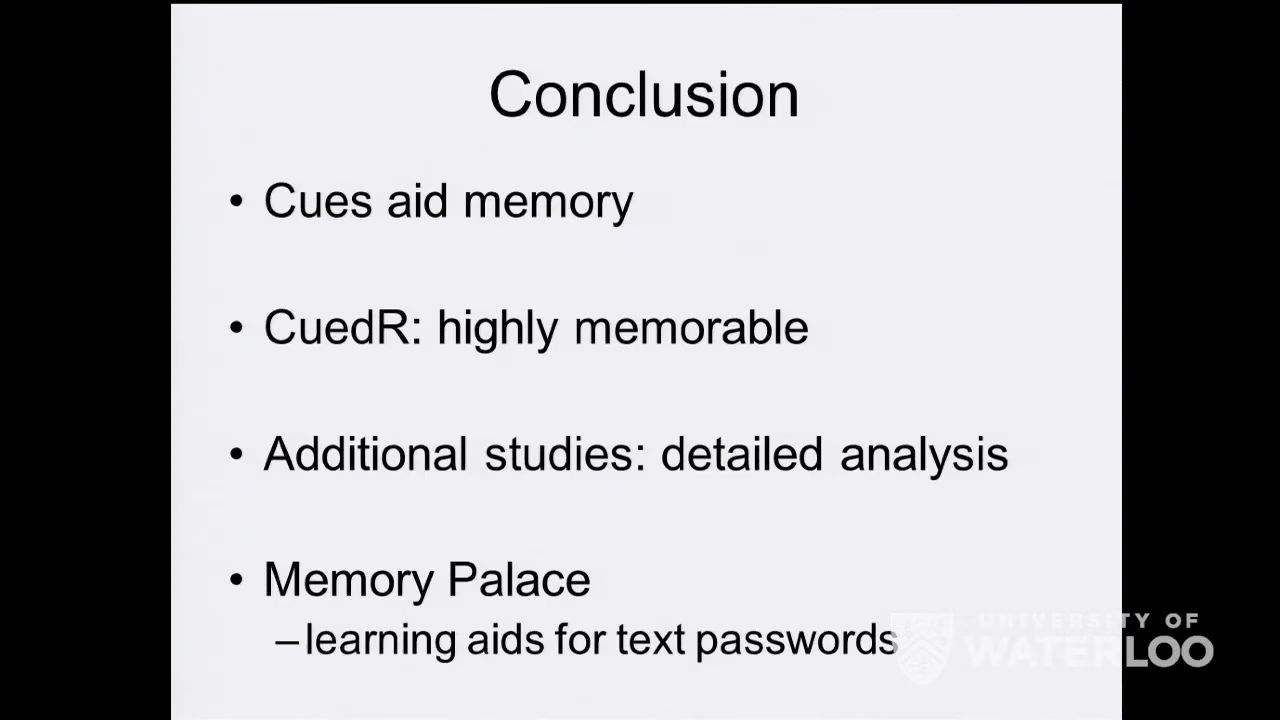 Conclusion
• Cues aid memory
• CuedR: highly memorable
• Additional studies: detailed analysis
• Memory Palace
–learning aids for text passwords
UNIVERSITY OF
WATERLOO